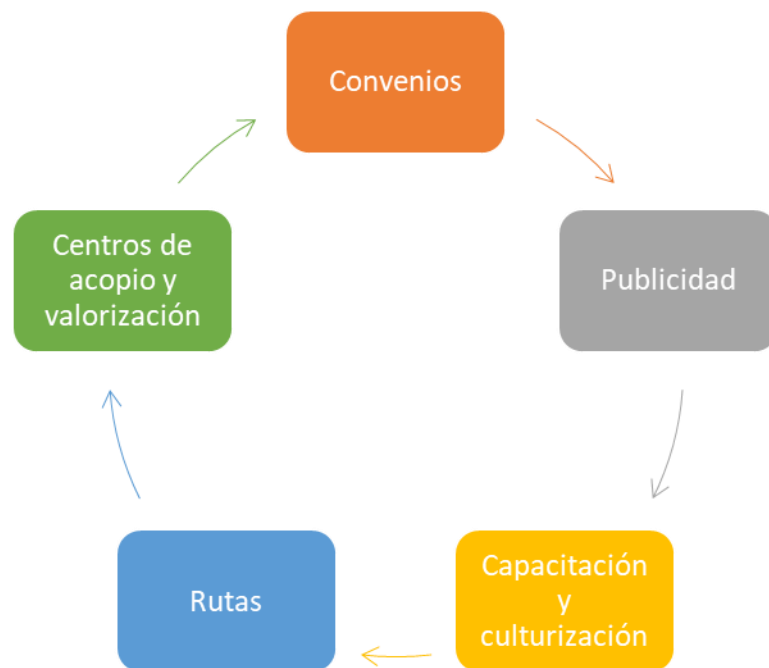 Convenios
Publicidad
Capacitación
y
culturización
Rutas
Centros de
acopio y
valorización